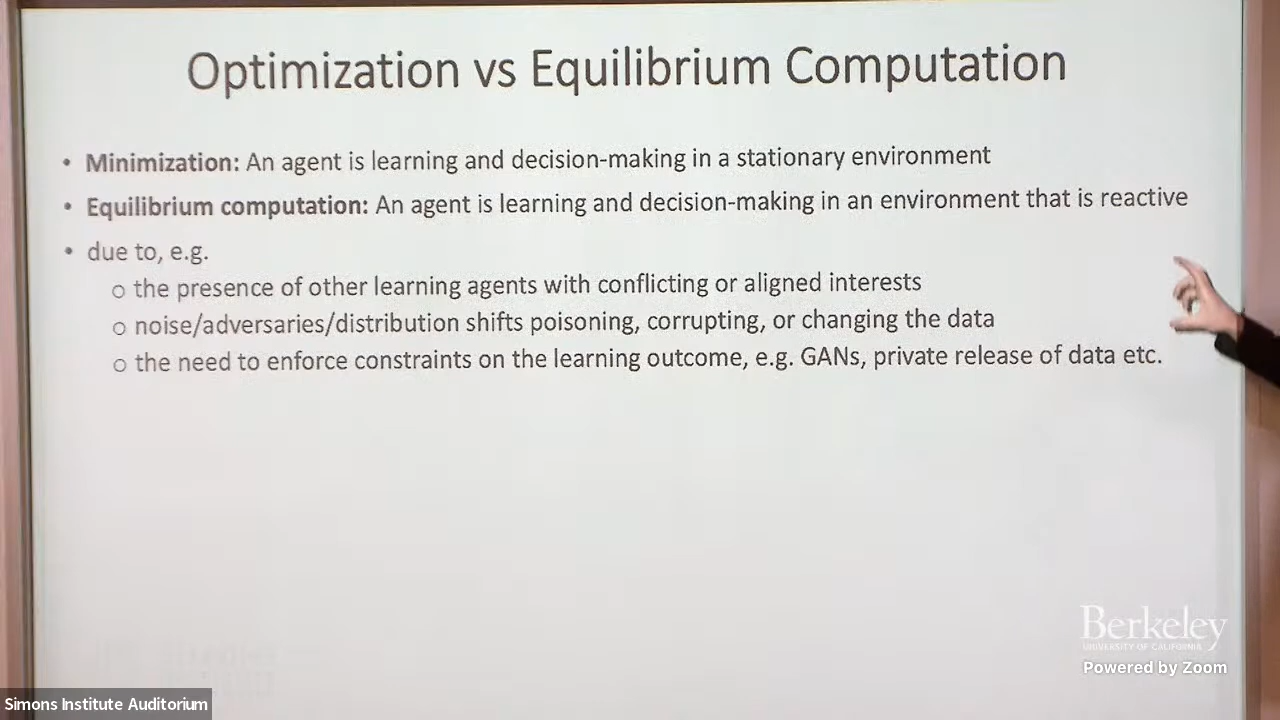 Optimization vs Equilibrium Computation
• Minimization: An agent is learning and decision-making in a stationary environment
• Equilibrium computation: An agent is learning and decision-making in an environment that is reactive
• due to, e.g.
o the presence of other learning agents with conflicting or aligned interests
o noise/adversaries/distribution shifts poisoning, corrupting, or changing the data
o the need to enforce constraints on the learning outcome, e.g. GANs, private release of data etc.
Berkeley
UNIVERSITY OF CALIFORNIA
Powered by Zoom
Simons Institute Auditorium